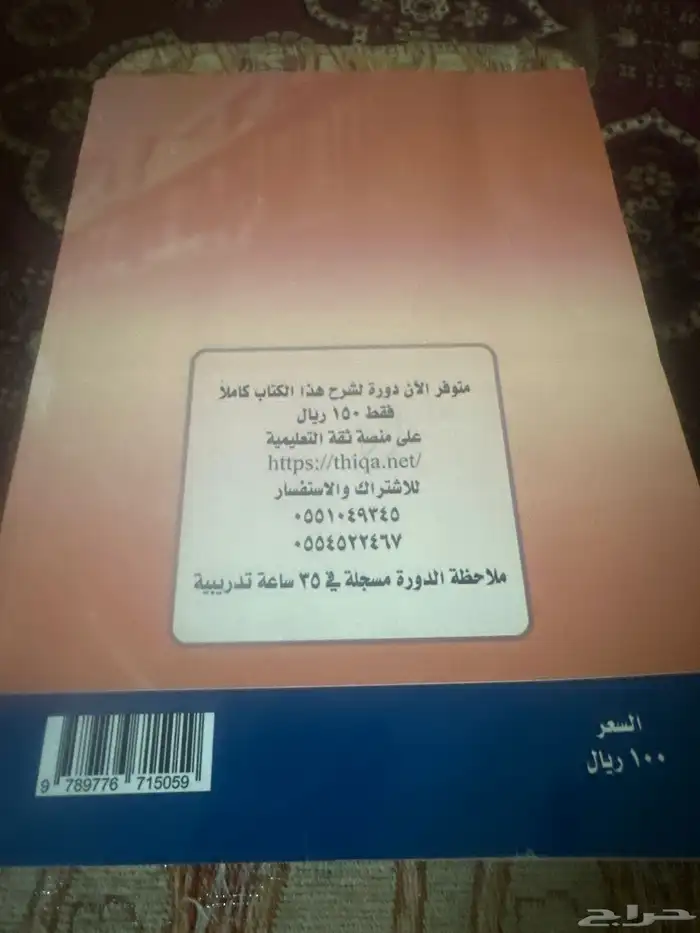 متوفر الآن دورة لشرح هذا الكتاب كاملاً
فقط ١٥٠ ريال
على منصة ثقة التعليمية
https://thiqa.net/
للاشتراك والاستفسار
٠٥٥١٠٤٩٣٤٥
٠٥٥٤٥٢٢٤٦٧
ملاحظة الدورة مسجلة في ٣٥ ساعة تدريبية
السعر
١٠٠ ريال
9 789776 715059
حراج